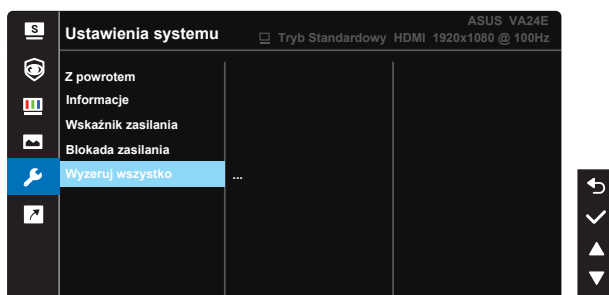 S
ASUS VA24E
Ustawienia systemu
Tryb Standardowy HDMI 1920x1080 @ 100Hz
Z powrotem
Informacje
Wskaźnik zasilania
Blokada zasilania
Wyzeruj wszystko ...